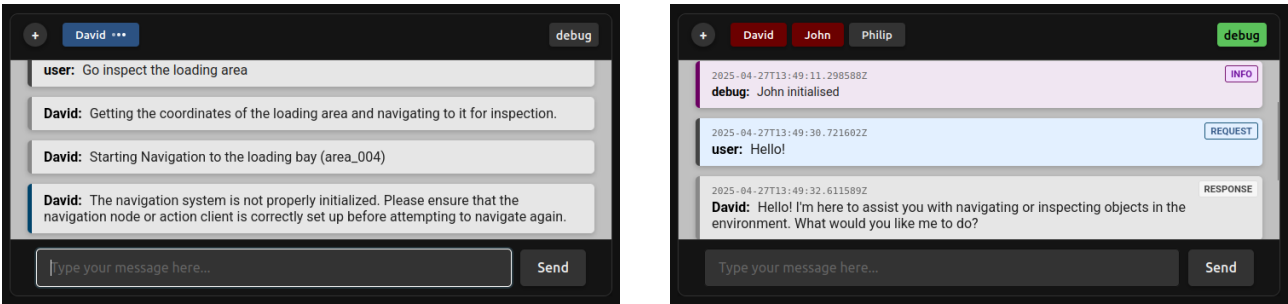 + David ••• debug
user: Go inspect the loading area
David: Getting the coordinates of the loading area and navigating to it for inspection.
David: Starting Navigation to the loading bay (area_004)
David: The navigation system is not properly initialized. Please ensure that the
navigation node or action client is correctly set up before attempting to navigate again.
Type your message here...
Send
+ David John Philip debug
2025-04-27T13:49:11.298588Z INFO
debug: John initialised
2025-04-27T13:49:30.721602Z REQUEST
user: Hello!
2025-04-27T13:49:32.611589Z RESPONSE
David: Hello! I'm here to assist you with navigating or inspecting objects in the
environment. What would you like me to do?
Type your message here...
Send